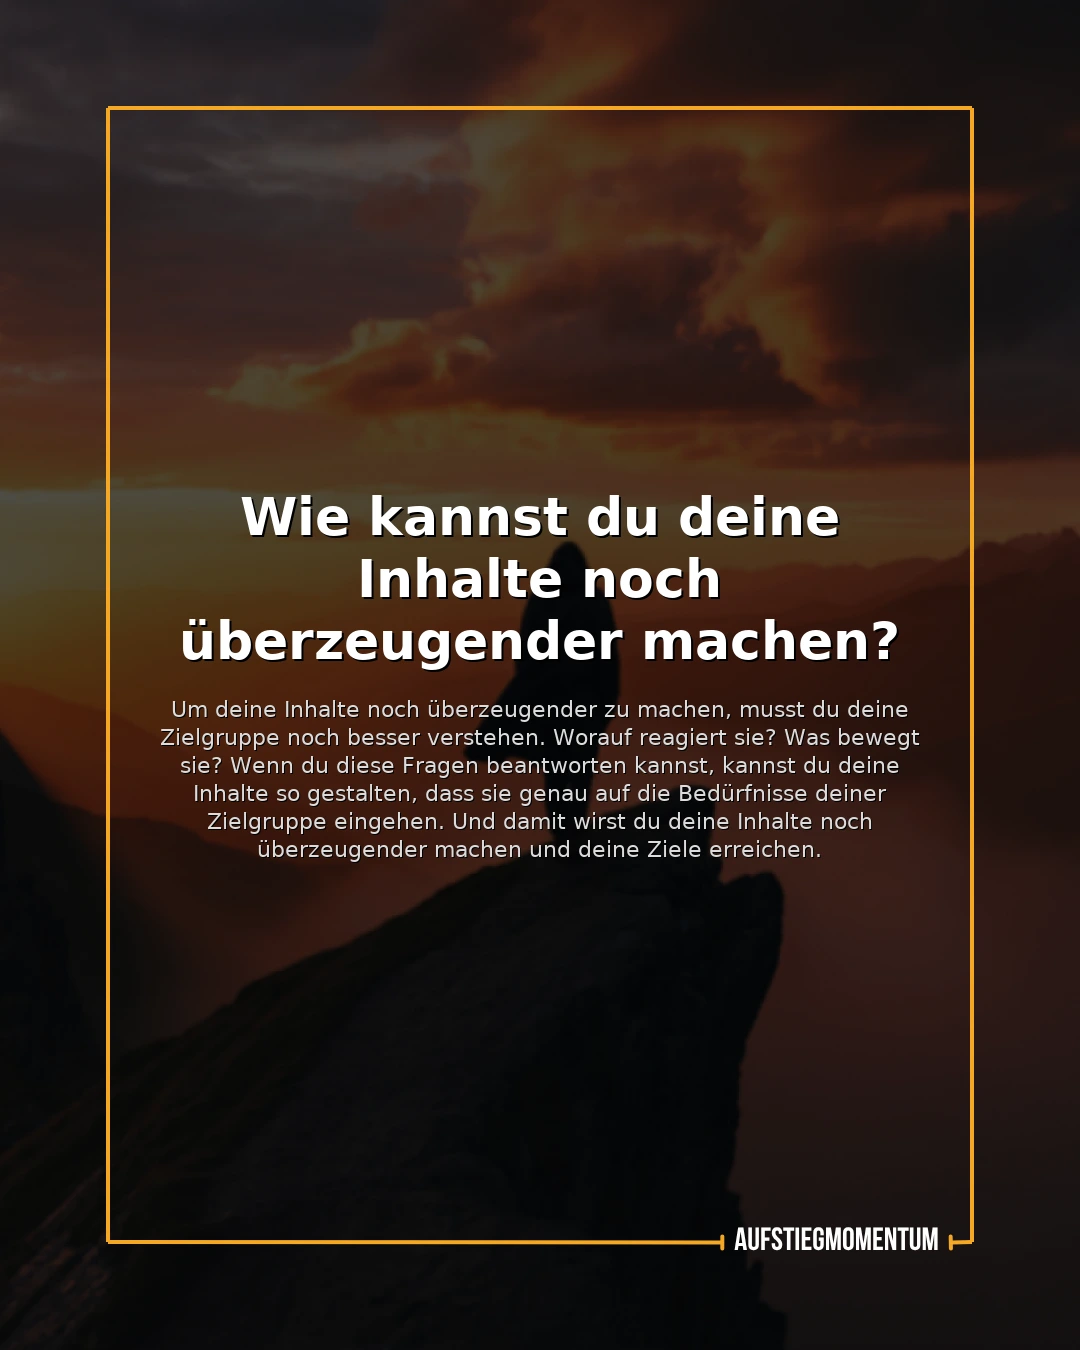 Wie kannst du deine
Inhalte noch
überzeugender machen?
Um deine Inhalte noch überzeugender zu machen, musst du deine
Zielgruppe noch besser verstehen. Worauf reagiert sie? Was bewegt
sie? Wenn du diese Fragen beantworten kannst, kannst du deine
Inhalte so gestalten, dass sie genau auf die Bedürfnisse deiner
Zielgruppe eingehen. Und damit wirst du deine Inhalte noch
überzeugender machen und deine Ziele erreichen.
AUFSTIEGMOMENTUM